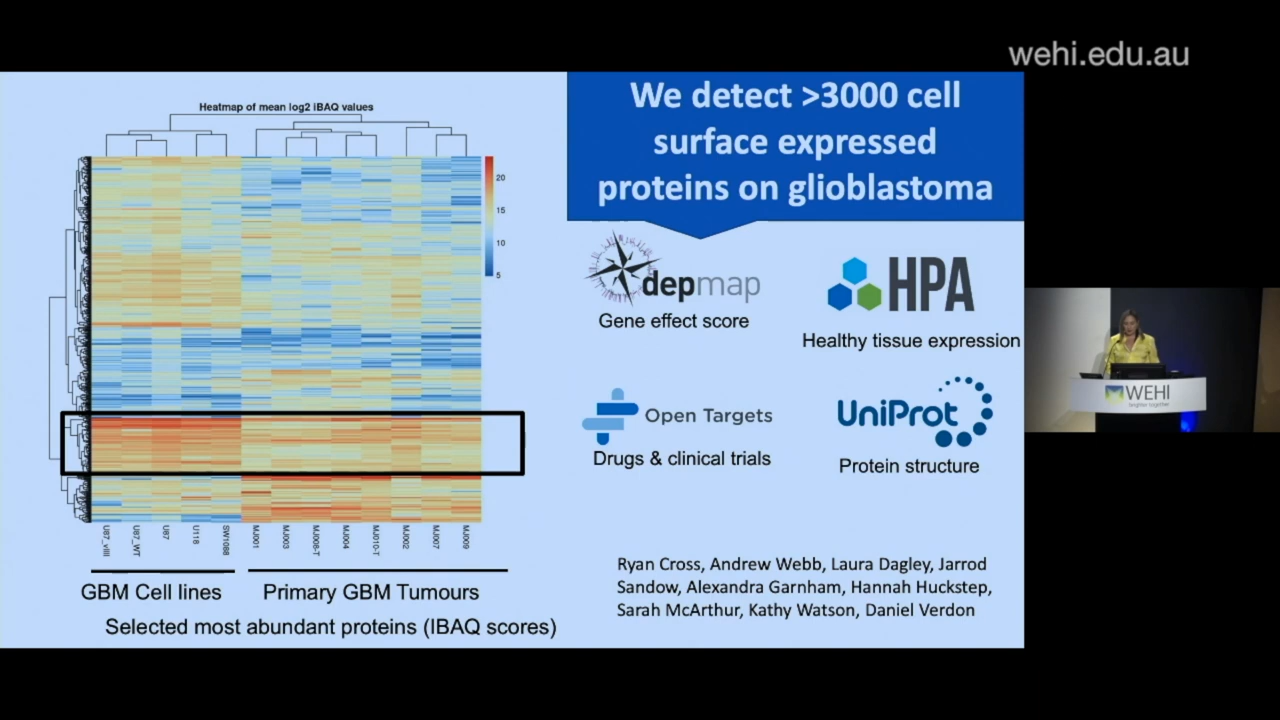 wehi.edu.au
Heatmap of mean log2 iBAQ values
20
15
10
5
U87_vIII
U87_WT
U87
U118
SW1088
MJ001
MJ003
MJ008-T
MJ004
MJ010-T
MJ002
MJ007
MJ009
GBM Cell lines
Primary GBM Tumours
Selected most abundant proteins (IBAQ scores)
We detect >3000 cell
surface expressed
proteins on glioblastoma
depmap
Gene effect score
HPA
Healthy tissue expression
Open Targets
Drugs & clinical trials
UniProt
Protein structure
Ryan Cross, Andrew Webb, Laura Dagley, Jarrod
Sandow, Alexandra Garnham, Hannah Huckstep,
Sarah McArthur, Kathy Watson, Daniel Verdon
WEHI
brighter together